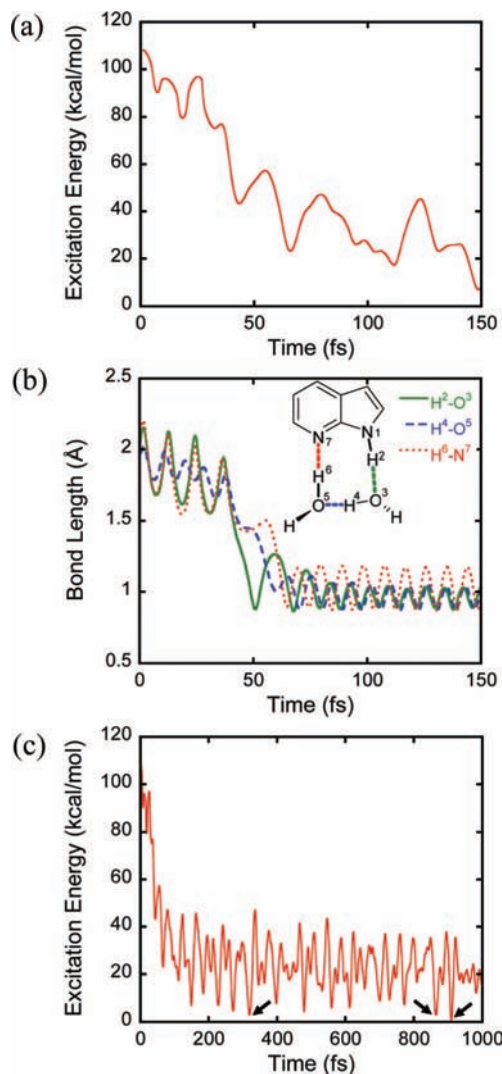 (a)
Excitation Energy (kcal/mol)
120
100
80
60
40
20
0
0 50 100 150
Time (fs)
(b)
Bond Length (Å)
2.5
2.0
1.5
1.0
0.5
N7
N1
H2
H6
O5
H4
O3
H
H
H²-O³
H⁴-O⁵
H⁶-N⁷
0 50 100 150
Time (fs)
(c)
Excitation Energy (kcal/mol)
120
100
80
60
40
20
0
0 200 400 600 800 1000
Time (fs)